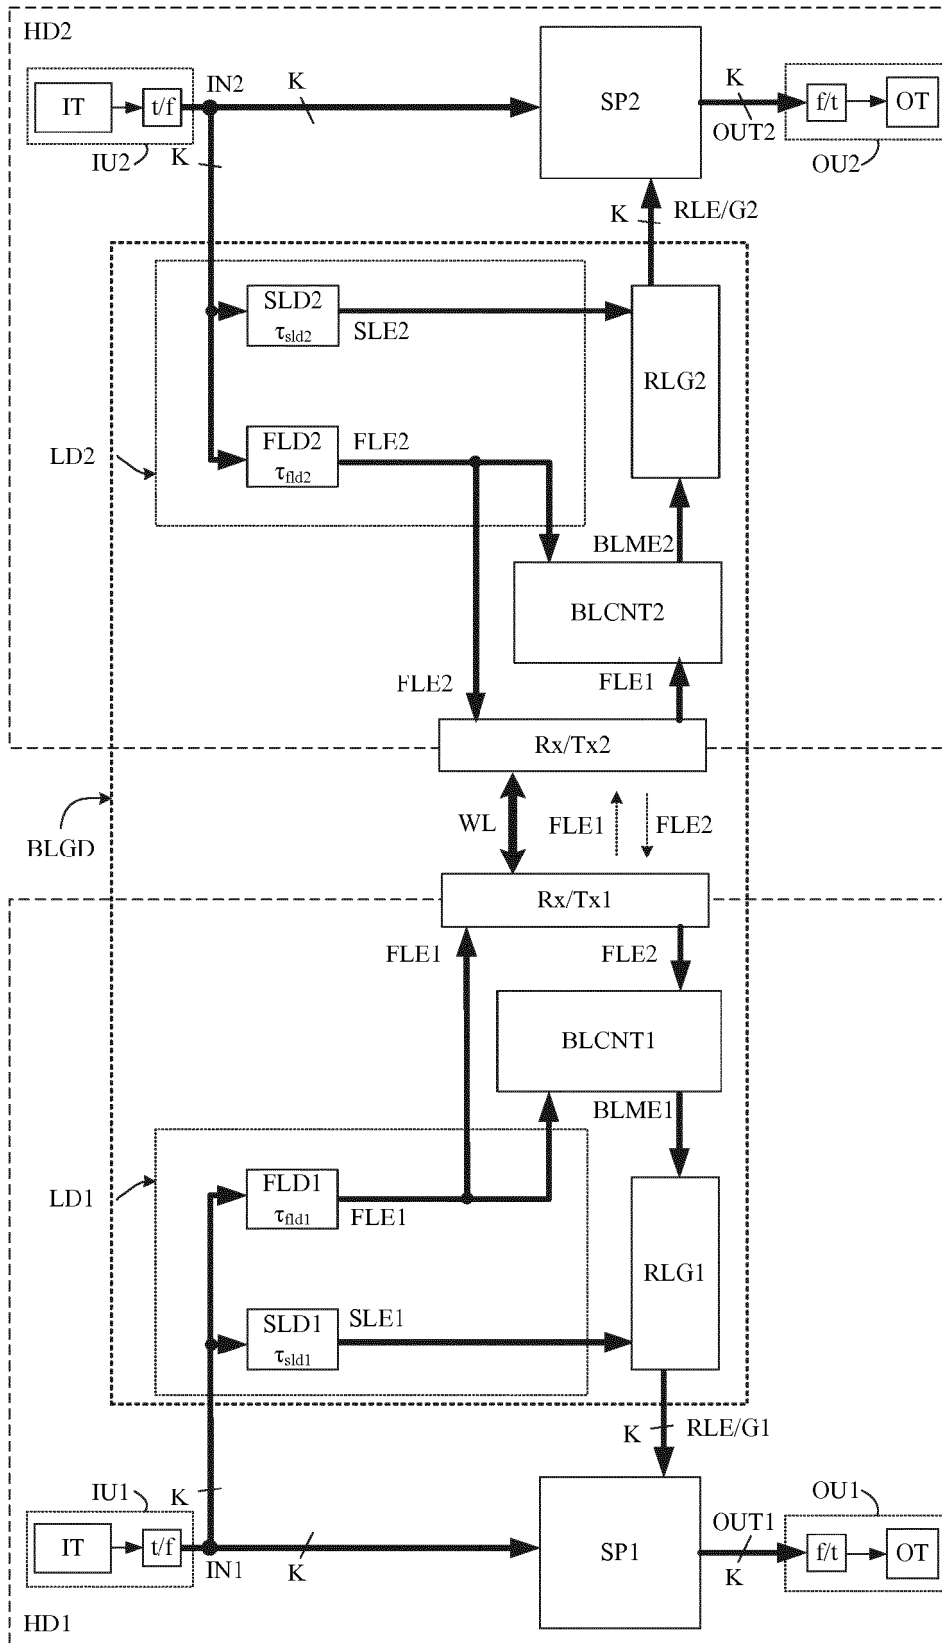 HD2
IT
t/f
IN2
K
SP2
K
f/t
OT
IU2
K
OUT2
OU2
K
RLE/G2
SLD2
τsld2
SLE2
RLG2
LD2
FLD2
τfld2
FLE2
BLME2
BLCNT2
FLE2
FLE1
Rx/Tx2
BLGD
WL
FLE1
FLE2
Rx/Tx1
FLE1
FLE2
BLCNT1
BLME1
LD1
FLD1
τfld1
FLE1
RLG1
SLD1
τsld1
SLE1
K
RLE/G1
IU1
K
OU1
IT
t/f
IN1
K
SP1
OUT1
K
f/t
OT
HD1